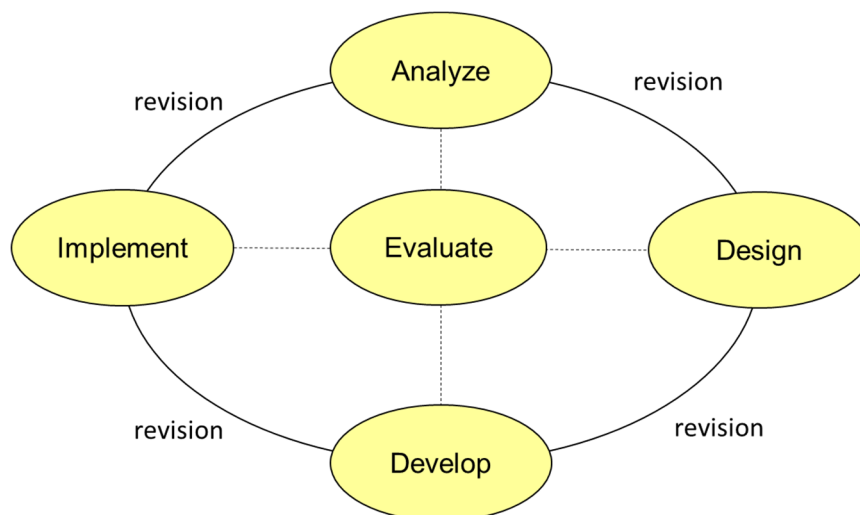 Analyze
revision
revision
Implement
Evaluate
Design
revision
revision
Develop